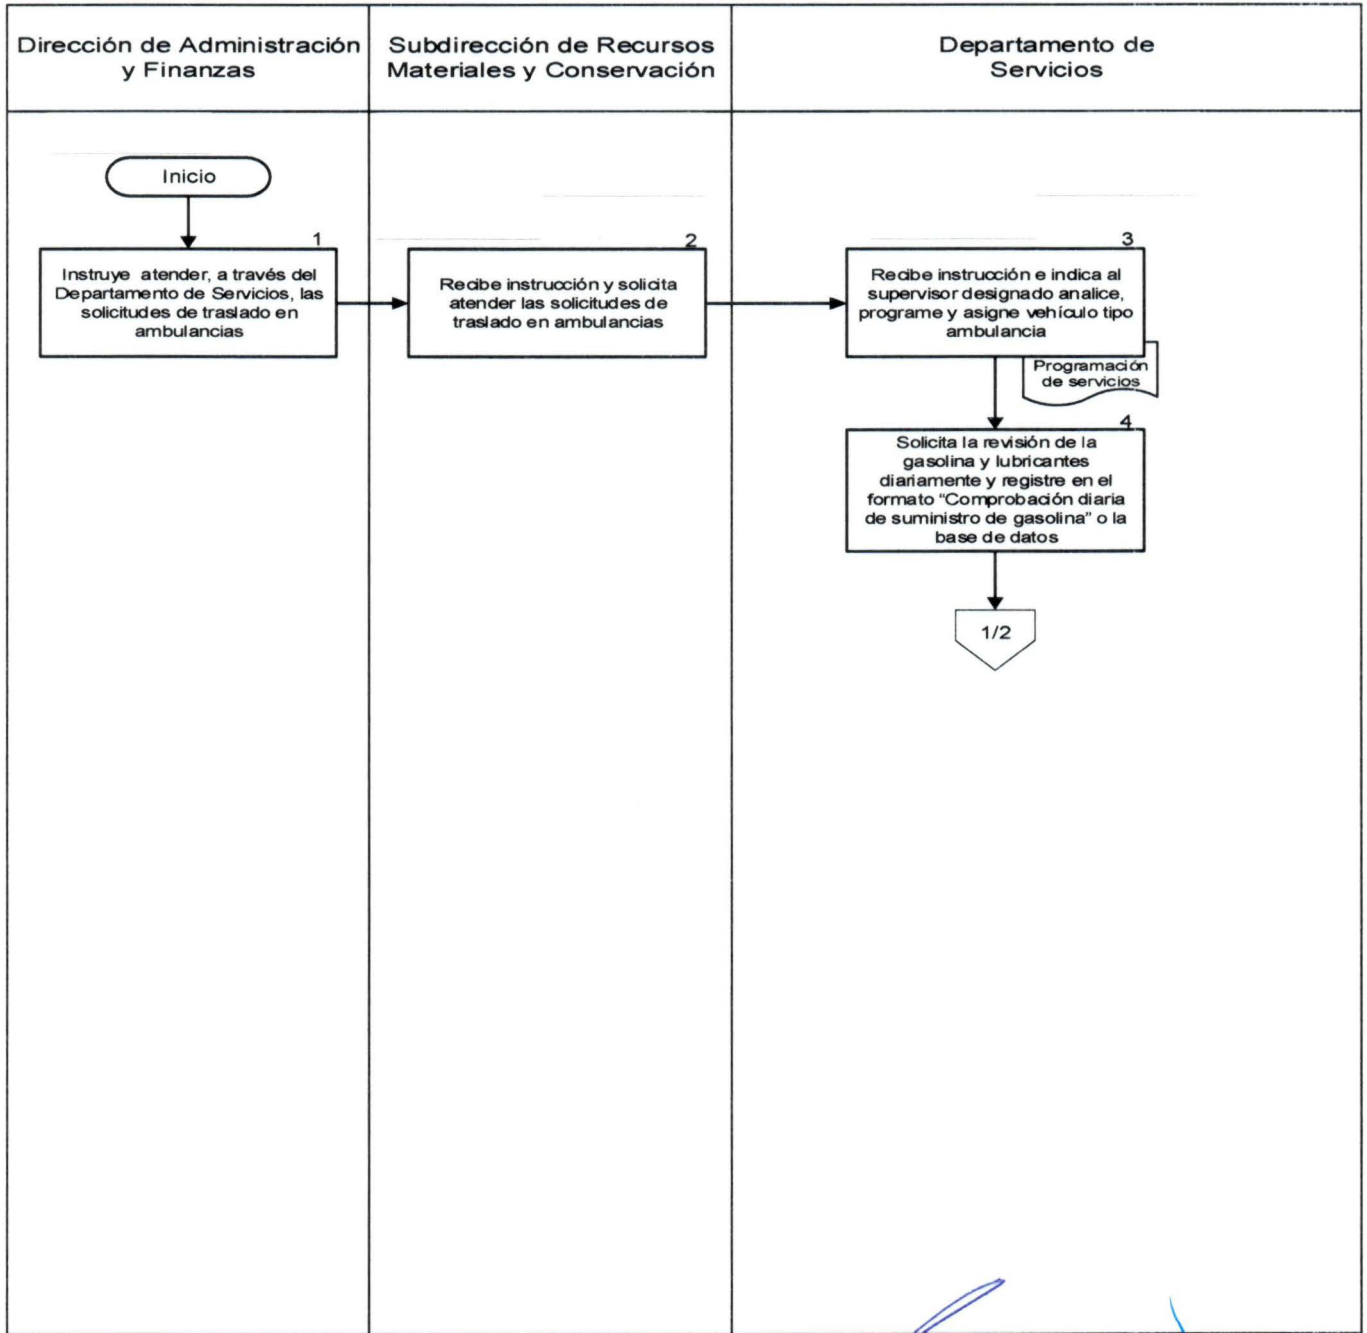 Dirección de Administración
y Finanzas
Subdirección de Recursos
Materiales y Conservación
Departamento de
Servicios
Inicio
1
Instruye atender, a través del
Departamento de Servicios, las
solicitudes de traslado en
ambulancias
2
Recibe instrucción y solicita
atender las solicitudes de
traslado en ambulancias
3
Recibe instrucción e indica al
supervisor designado analice,
programe y asigne vehículo tipo
ambulancia
Programación
de servicios
4
Solicita la revisión de la
gasolina y lubricantes
diariamente y registre en el
formato “Comprobación diaria
de suministro de gasolina” o la
base de datos
1/2